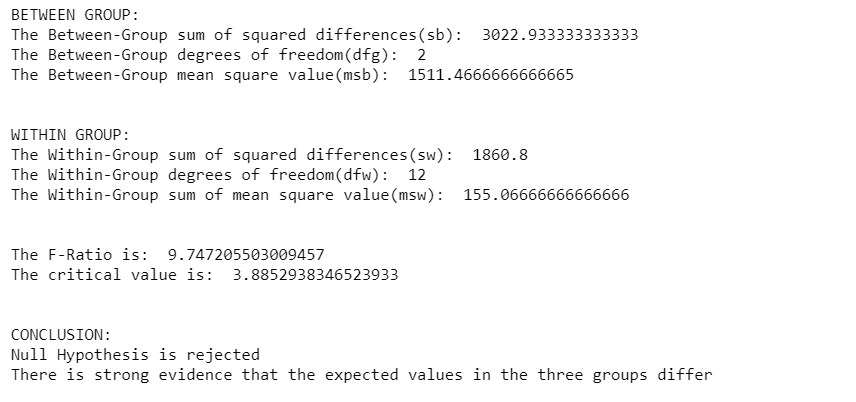 BETWEEN GROUP:
The Between-Group sum of squared differences(sb):  3022.933333333333
The Between-Group degrees of freedom(dfg):  2
The Between-Group mean square value(msb):  1511.4666666666665
WITHIN GROUP:
The Within-Group sum of squared differences(sw):  1860.8
The Within-Group degrees of freedom(dfw):  12
The Within-Group sum of mean square value(msw):  155.06666666666666
The F-Ratio is:  9.747205503009457
The critical value is:  3.8852938346523933
CONCLUSION:
Null Hypothesis is rejected
There is strong evidence that the expected values in the three groups differ